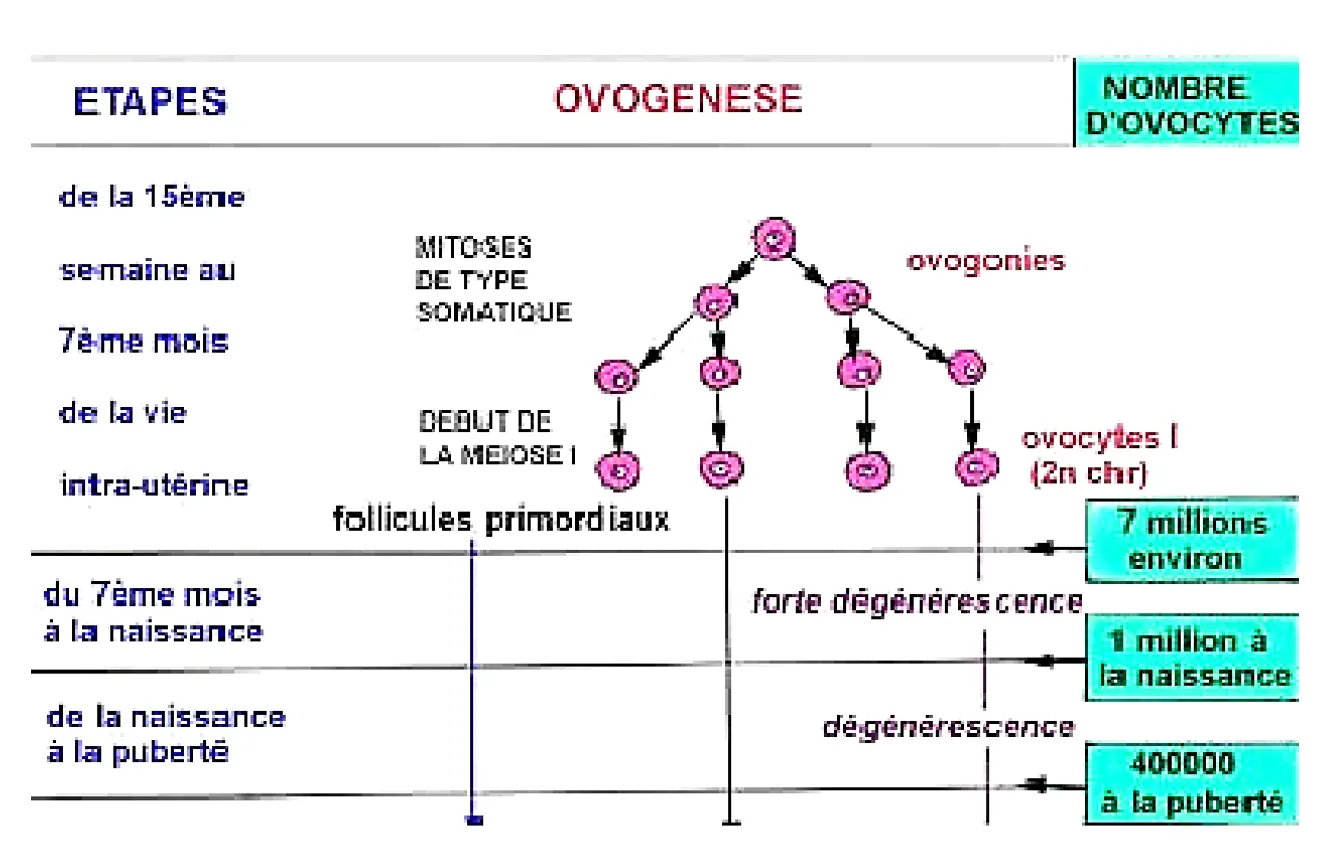 ETAPES
OVOGENESE
NOMBRE
D'OVOCYTES
de la 15ème
semaine au
7ème mois
de la vie
intra-utérine
MITOSES
DE TYPE
SOMATIQUE
ovogonies
DEBUT DE
LA MEIOSE I
ovocytes I
(2n chr)
follicules primordiaux
7 millions
environ
du 7ème mois
à la naissance
forte dégénérescence
1 million à
la naissance
de la naissance
à la puberté
dégénérescence
400000
à la puberté